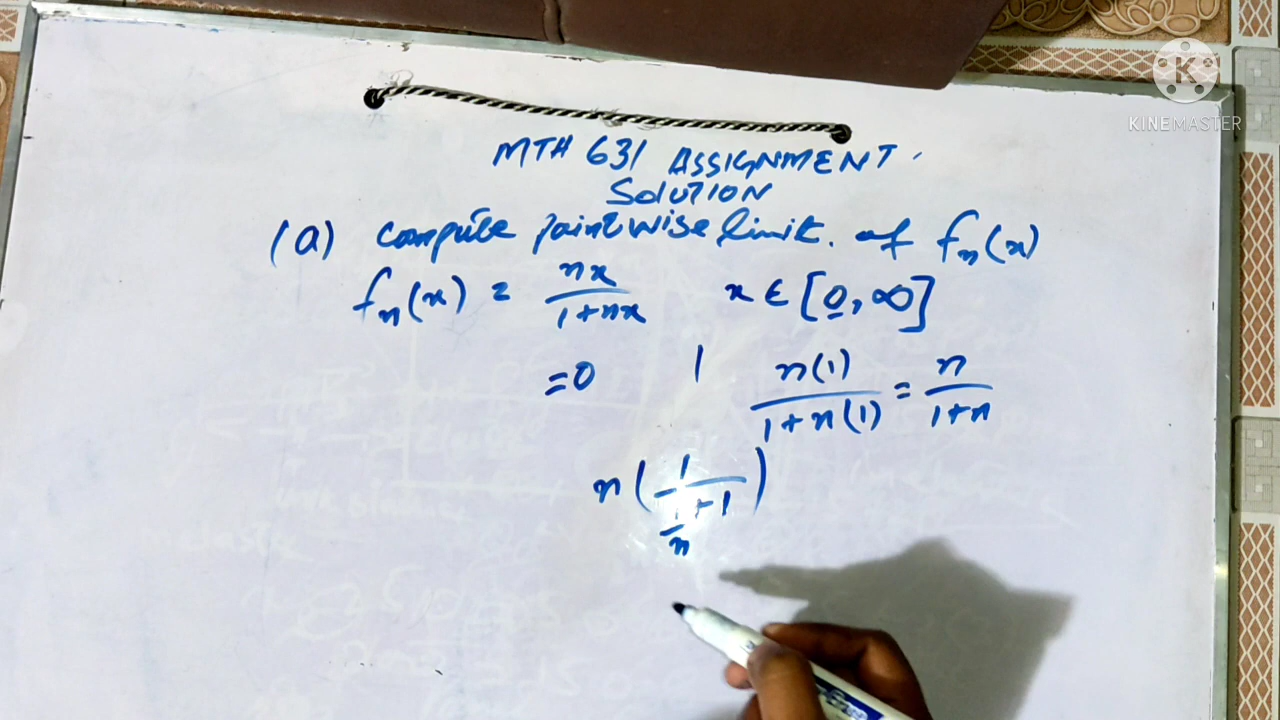 K
KINEMASTER
MTH 631 ASSIGNMENT.
SOLUTION
(a) compute pointwise limit. of fn(x)
fn(x) = nx/1+nx x ∈ [0, ∞]
=0 1 n(1)/1+n(1) = n/1+n
n(1/1/n+1)